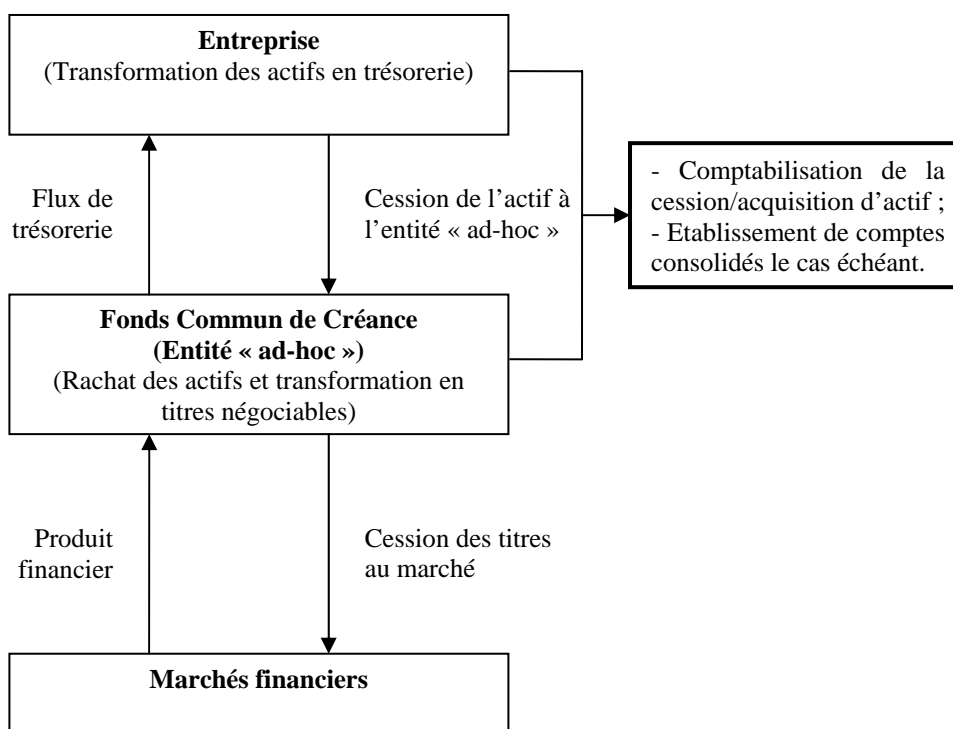 Entreprise
(Transformation des actifs en trésorerie)
Flux de
trésorerie
Cession de l’actif à
l’entité « ad-hoc »
- Comptabilisation de la
cession/acquisition d’actif ;
- Etablissement de comptes
consolidés le cas échéant.
Fonds Commun de Créance
(Entité « ad-hoc »)
(Rachat des actifs et transformation en
titres négociables)
Produit
financier
Cession des titres
au marché
Marchés financiers